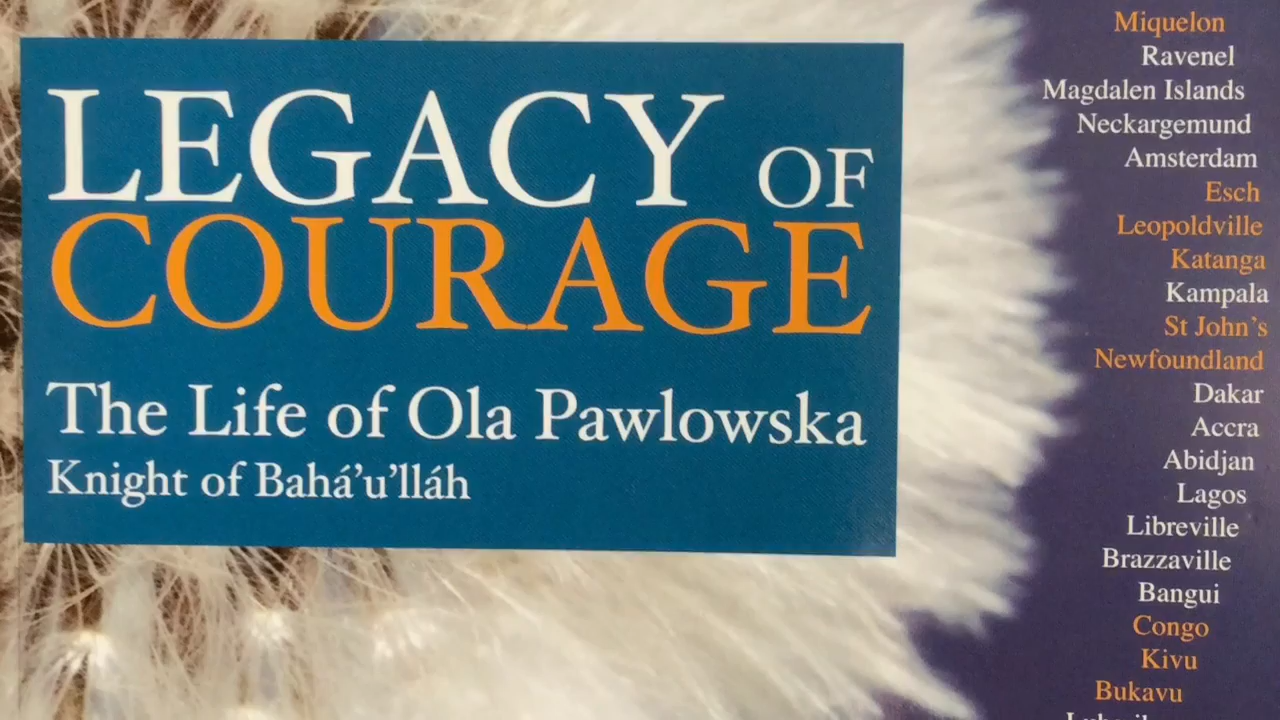 LEGACY OF
COURAGE
The Life of Ola Pawlowska
Knight of Bahá'u'lláh
Miquelon
Ravenel
Magdalen Islands
Neckargemund
Amsterdam
Esch
Leopoldville
Katanga
Kampala
St John's
Newfoundland
Dakar
Accra
Abidjan
Lagos
Libreville
Brazzaville
Bangui
Congo
Kivu
Bukavu